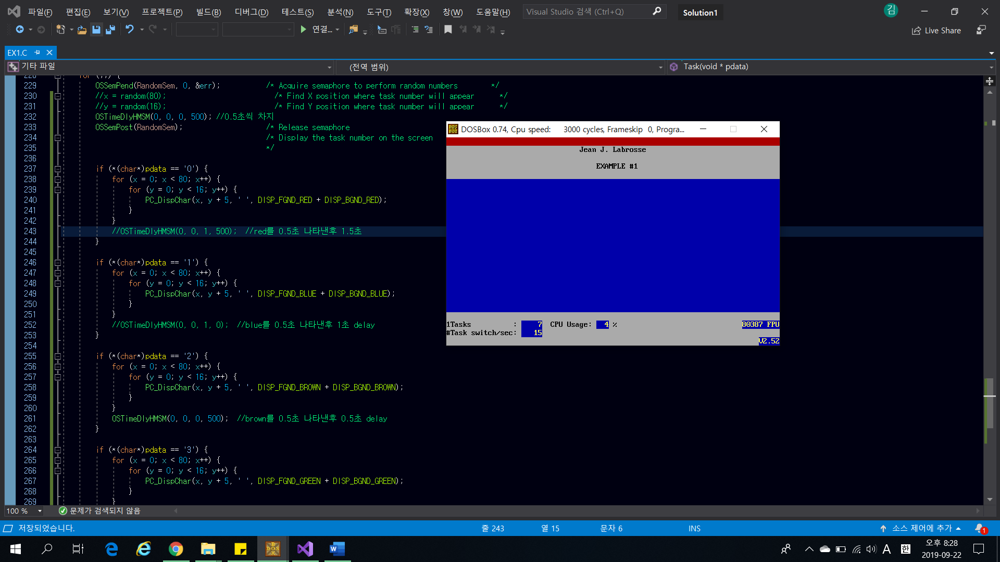 파일(F) 편집(E) 보기(V) 프로젝트(P) 빌드(B) 디버그(D) 테스트(S) 분석(N) 도구(T) 확장(X) 창(W) 도움말(H) Visual Studio 검색 (Ctrl+Q) Solution1 김
연결... Live Share
EX1.C
기타 파일 (전역 범위) Task(void * pdata)
228 for (;;) {
229 OSSemPend(RandomSem, 0, &err); /* Acquire semaphore to perform random numbers */
230 //x = random(80); /* Find X position where task number will appear */
231 //y = random(16); /* Find Y position where task number will appear */
232 OSTimeDlyHMSM(0, 0, 0, 500); //0.5초씩 차지
233 OSSemPost(RandomSem); /* Release semaphore
234 /* Display the task number on the screen
235 */
236
237 if (*(char*)pdata == '0') {
238 for (x = 0; x < 80; x++) {
239 for (y = 0; y < 16; y++) {
240 PC_DispChar(x, y + 5, ' ', DISP_FGND_RED + DISP_BGND_RED);
241 }
242 }
243 //OSTimeDlyHMSM(0, 0, 1, 500); //red를 0.5초 나타낸후 1.5초
244 }
245
246 if (*(char*)pdata == '1') {
247 for (x = 0; x < 80; x++) {
248 for (y = 0; y < 16; y++) {
249 PC_DispChar(x, y + 5, ' ', DISP_FGND_BLUE + DISP_BGND_BLUE);
250 }
251 }
252 //OSTimeDlyHMSM(0, 0, 1, 0); //blue를 0.5초 나타낸후 1초 delay
253 }
254
255 if (*(char*)pdata == '2') {
256 for (x = 0; x < 80; x++) {
257 for (y = 0; y < 16; y++) {
258 PC_DispChar(x, y + 5, ' ', DISP_FGND_BROWN + DISP_BGND_BROWN);
259 }
260 }
261 OSTimeDlyHMSM(0, 0, 0, 500); //brown를 0.5초 나타낸후 0.5초 delay
262 }
263
264 if (*(char*)pdata == '3') {
265 for (x = 0; x < 80; x++) {
266 for (y = 0; y < 16; y++) {
267 PC_DispChar(x, y + 5, ' ', DISP_FGND_GREEN + DISP_BGND_GREEN);
268 }
269 }
DOSBox 0.74, Cpu speed: 3000 cycles, Frameskip 0, Progra...
Jean J. Labrosse
EXAMPLE #1
1Tasks : 7 CPU Usage: 4 % 80387 FPU
#Task switch/sec: 15
V2.52
100 % 문제가 검색되지 않음
저장되었습니다. 줄 243 열 15 문자 6 INS 소스 제어에 추가 1
A 한 오후 8:28
2019-09-22